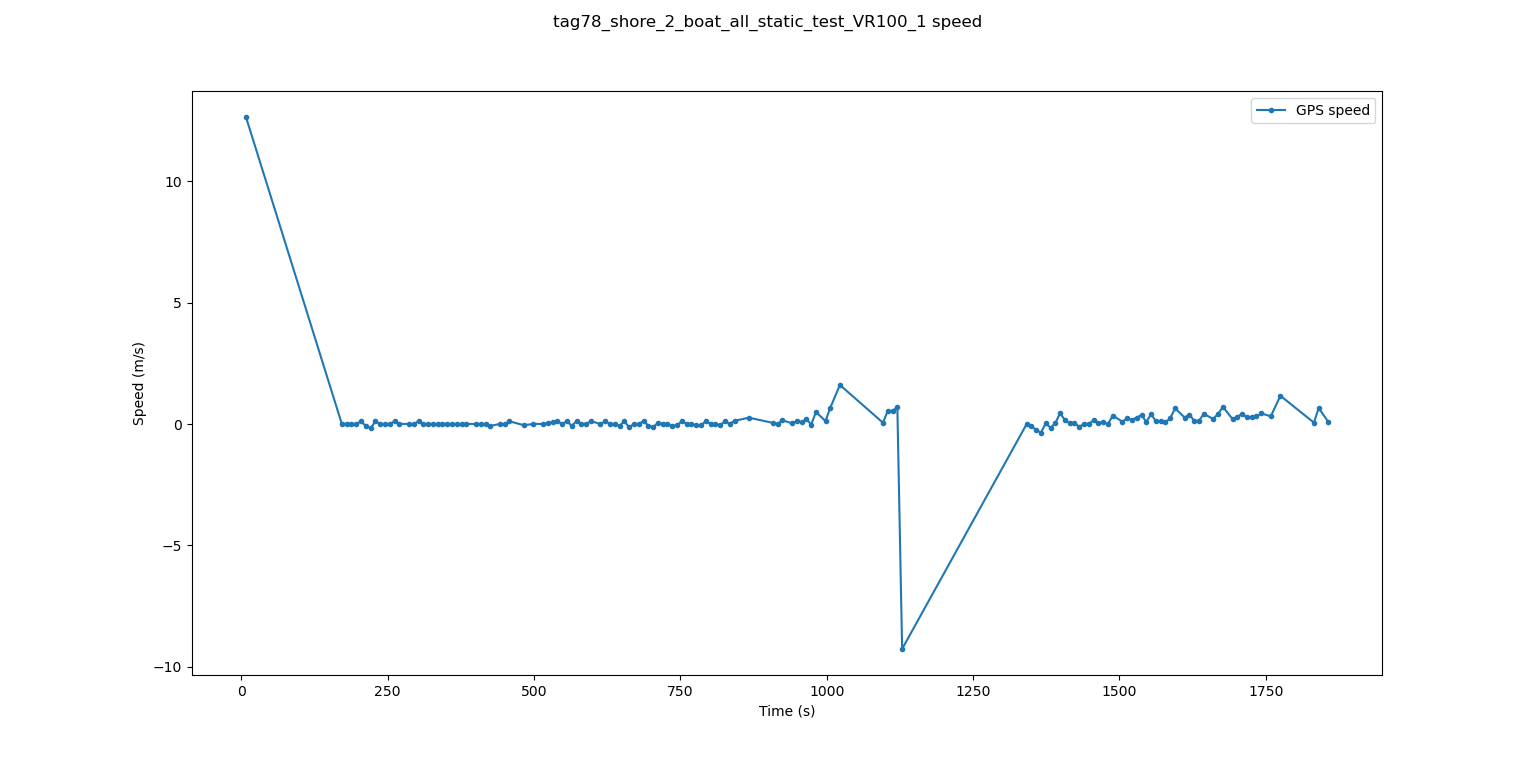 tag78_shore_2_boat_all_static_test_VR100_1 speed
GPS speed
10
5
0
−5
−10
Speed (m/s)
0 250 500 750 1000 1250 1500 1750
Time (s)